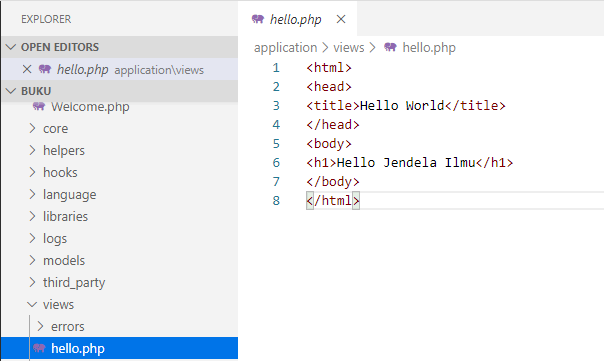 EXPLORER
OPEN EDITORS
hello.php application\views
BUKU
Welcome.php
core
helpers
hooks
language
libraries
logs
models
third_party
views
errors
hello.php
hello.php
application > views > hello.php
1 <html>
2 <head>
3 <title>Hello World</title>
4 </head>
5 <body>
6 <h1>Hello Jendela Ilmu</h1>
7 </body>
8 </html>